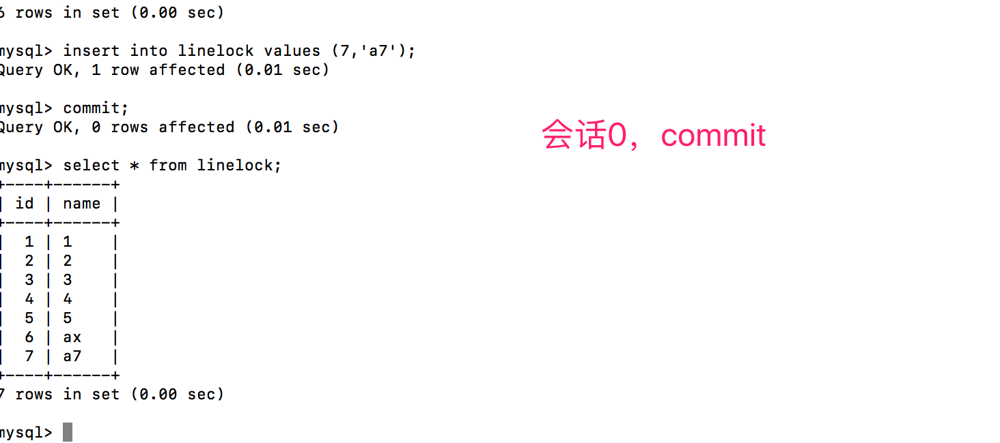 6 rows in set (0.00 sec)
mysql> insert into linelock values (7,'a7');
Query OK, 1 row affected (0.01 sec)
mysql> commit;
Query OK, 0 rows affected (0.01 sec)
会话0，commit
mysql> select * from linelock;
+----+------+
| id | name |
+----+------+
| 1 | 1 |
| 2 | 2 |
| 3 | 3 |
| 4 | 4 |
| 5 | 5 |
| 6 | ax |
| 7 | a7 |
+----+------+
7 rows in set (0.00 sec)
mysql>